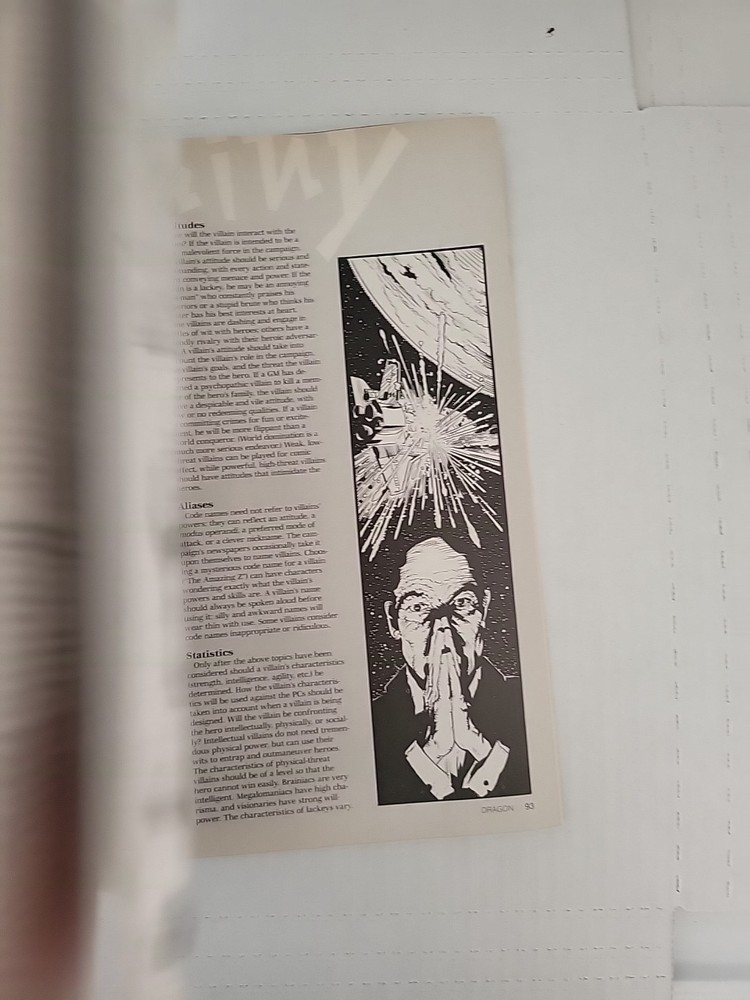 iny
tudes
will the villain interact with the
? If the villain is intended to be a
malevolent force in the campaign,
llain's attitude should be serious and
anding, with every action and state-
conveying menace and power. If the
n is a lackey, he may be an annoying
man" who constantly praises his
riors or a stupid brute who thinks his
er has his best interests at heart.
e villains are dashing and engage in
les of wit with heroes; others have a
dly rivalry with their heroic adversar-
A villain's attitude should take into
unt the villain's role in the campaign,
villain's goals, and the threat the villain
resents to the hero. If a GM has de-
ed a psychopathic villain to kill a mem-
of the hero's family, the villain should
e a despicable and vile attitude, with
w or no redeeming qualities. If a villain
committing crimes for fun or excite-
ent, he will be more flippant than a
rld conqueror. (World domination is a
uch more serious endeavor.) Weak, low-
hreat villains can be played for comic
ffect, while powerful, high-threat villains
hould have attitudes that intimidate the
eroes.
Aliases
Code names need not refer to villains'
powers; they can reflect an attitude, a
modus operandi, a preferred mode of
attack, or a clever nickname. The cam-
paign's newspapers occasionally take it
upon themselves to name villains. Choos-
ing a mysterious code name for a villain
"The Amazing Z") can have characters
wondering exactly what the villain's
powers and skills are. A villain's name
should always be spoken aloud before
using it; silly and awkward names will
wear thin with use. Some villains consider
code names inappropriate or ridiculous.
Statistics
Only after the above topics have been
considered should a villain's characteristics
(strength, intelligence, agility, etc.) be
determined. How the villain's characteris-
tics will be used against the PCs should be
taken into account when a villain is being
designed. Will the villain be confronting
the hero intellectually, physically, or social-
ly? Intellectual villains do not need tremen-
dous physical power, but can use their
wits to entrap and outmaneuver heroes.
The characteristics of physical-threat
villains should be of a level so that the
hero cannot win easily. Brainiacs are very
intelligent. Megalomaniacs have high cha-
risma, and visionaries have strong will
power. The characteristics of lackeys vary.
DRAGON 93